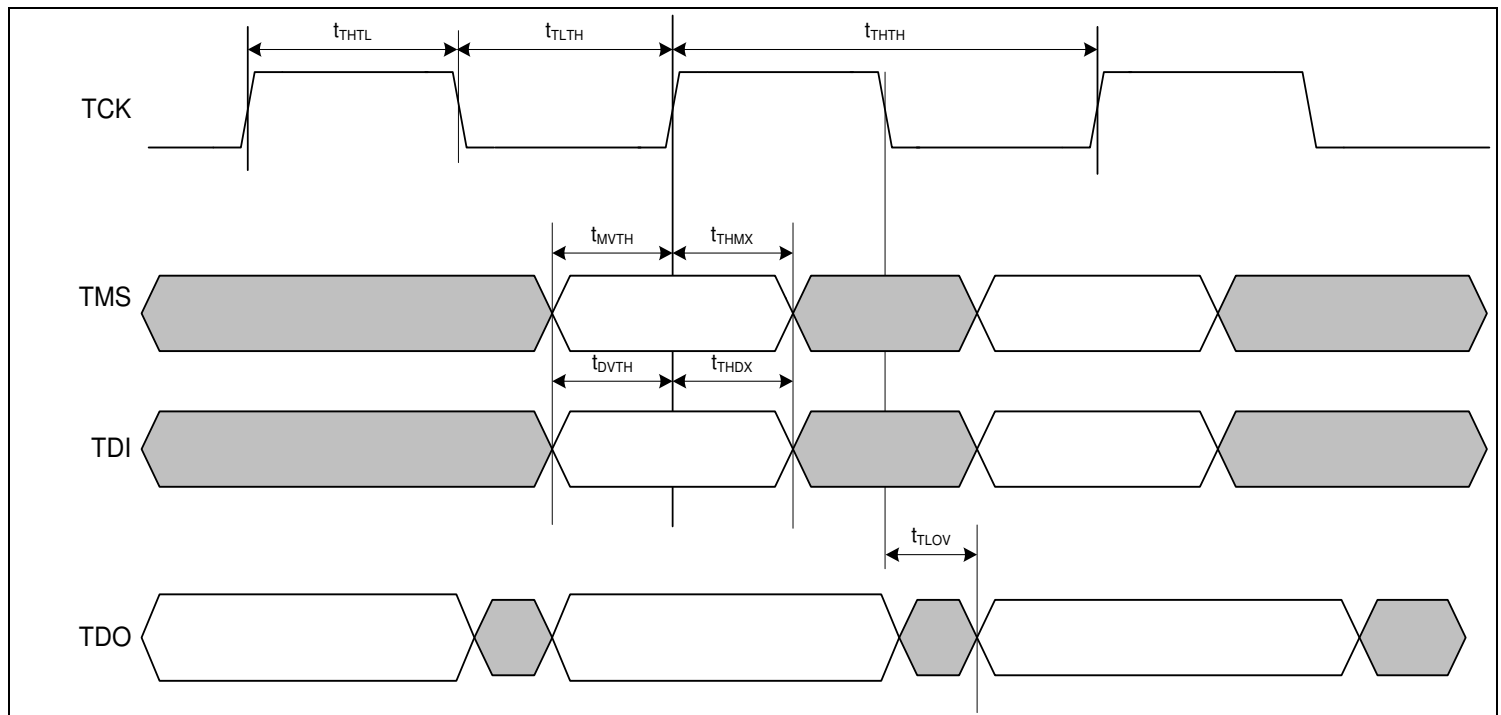 tTHTL tTLTH tTHTH
TCK
tMVTH tTHMX
TMS
tDVTH tTHDX
TDI
tTLOV
TDO